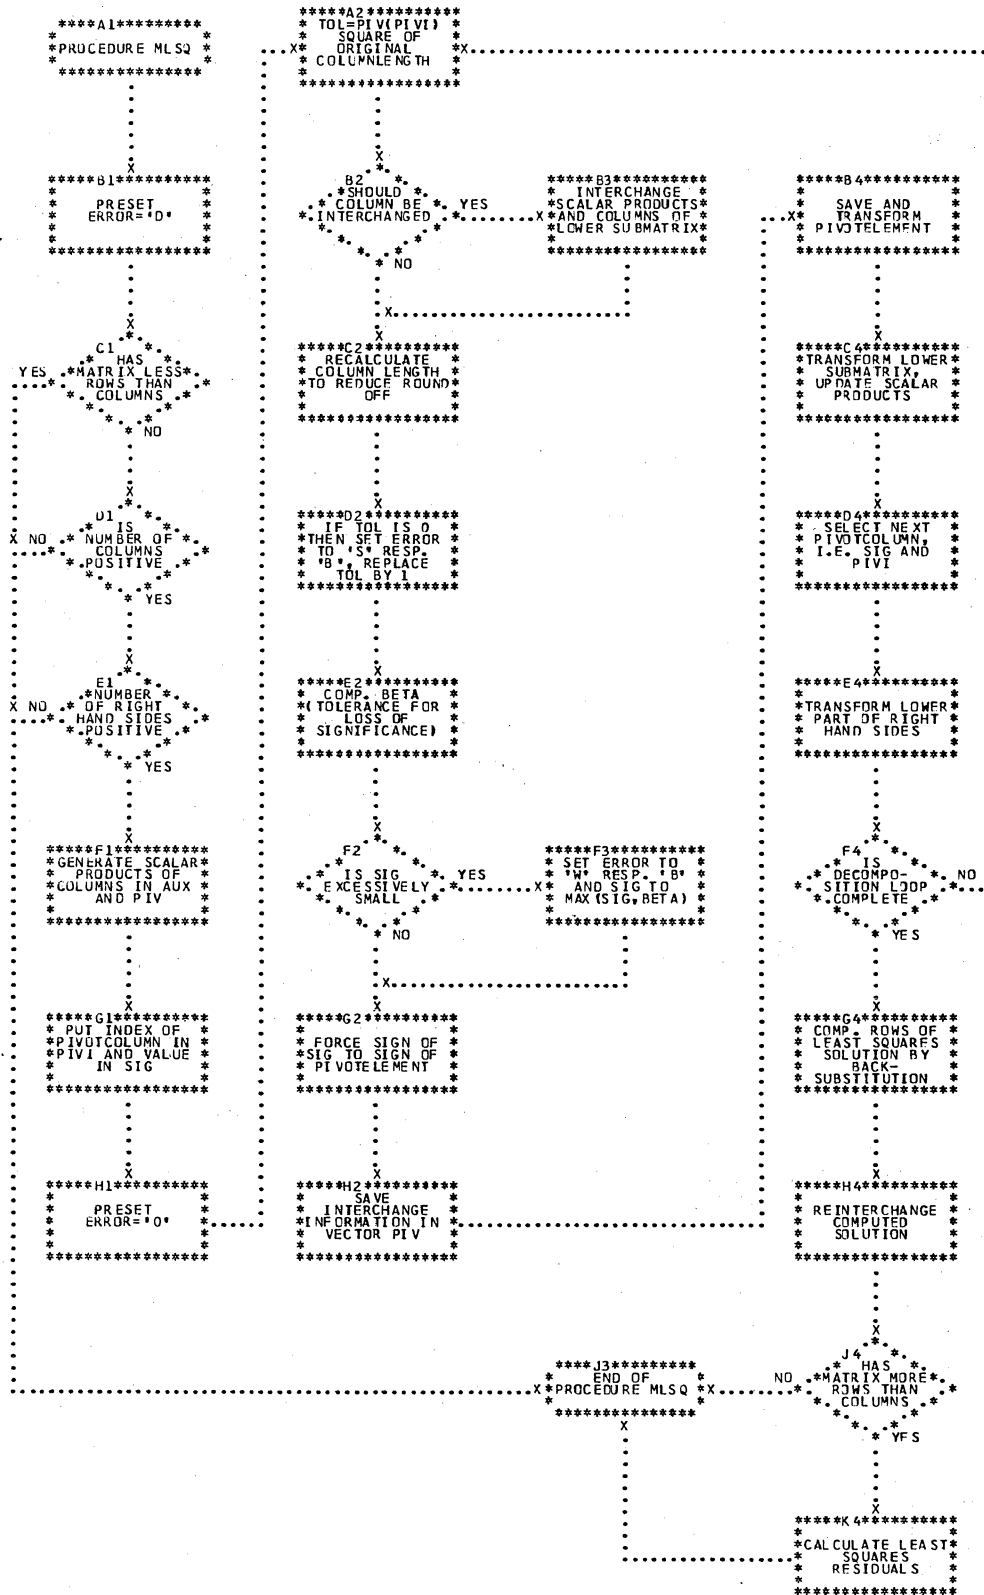 A1
PROCEDURE MLSQ
B1
PRESET
ERROR='D'
C1
HAS
MATRIX LESS
ROWS THAN
COLUMNS
YES
NO
D1
IS
NUMBER OF
COLUMNS
POSITIVE
NO
YES
E1
NUMBER
OF RIGHT
HAND SIDES
POSITIVE
NO
YES
F1
GENERATE SCALAR
PRODUCTS OF
COLUMNS IN AUX
AND PIV
G1
PUT INDEX OF
PIVOTCOLUMN IN
PIVI AND VALUE
IN SIG
H1
PRESET
ERROR='0'
A2
TOL=PIV(PIVI)
SQUARE OF
ORIGINAL
COLUMNLENGTH
B2
SHOULD
COLUMN BE
INTERCHANGED
YES
NO
B3
INTERCHANGE
SCALAR PRODUCTS
AND COLUMNS OF
LOWER SUBMATRIX
C2
RECALCULATE
COLUMN LENGTH
TO REDUCE ROUND
OFF
D2
IF TOL IS 0
THEN SET ERROR
TO 'S' RESP.
'B', REPLACE
TOL BY 1
E2
COMP. BETA
(TOLERANCE FOR
LOSS OF
SIGNIFICANCE)
F2
IS SIG
EXCESSIVELY
SMALL
YES
NO
F3
SET ERROR TO
'W' RESP. 'B'
AND SIG TO
MAX(SIG,BETA)
G2
FORCE SIGN OF
SIG TO SIGN OF
PIVOTELEMENT
H2
SAVE
INTERCHANGE
INFORMATION IN
VECTOR PIV
B4
SAVE AND
TRANSFORM
PIVOTELEMENT
C4
TRANSFORM LOWER
SUBMATRIX,
UPDATE SCALAR
PRODUCTS
D4
SELECT NEXT
PIVOTCOLUMN,
I.E. SIG AND
PIVI
E4
TRANSFORM LOWER
PART OF RIGHT
HAND SIDES
F4
IS
DECOMPO-
SITION LOOP
COMPLETE
NO
YES
G4
COMP. ROWS OF
LEAST SQUARES
SOLUTION BY
BACK-
SUBSTITUTION
H4
REINTERCHANGE
COMPUTED
SOLUTION
J4
HAS
MATRIX MORE
ROWS THAN
COLUMNS
NO
YES
J3
END OF
PROCEDURE MLSQ
K4
CALCULATE LEAST
SQUARES
RESIDUALS